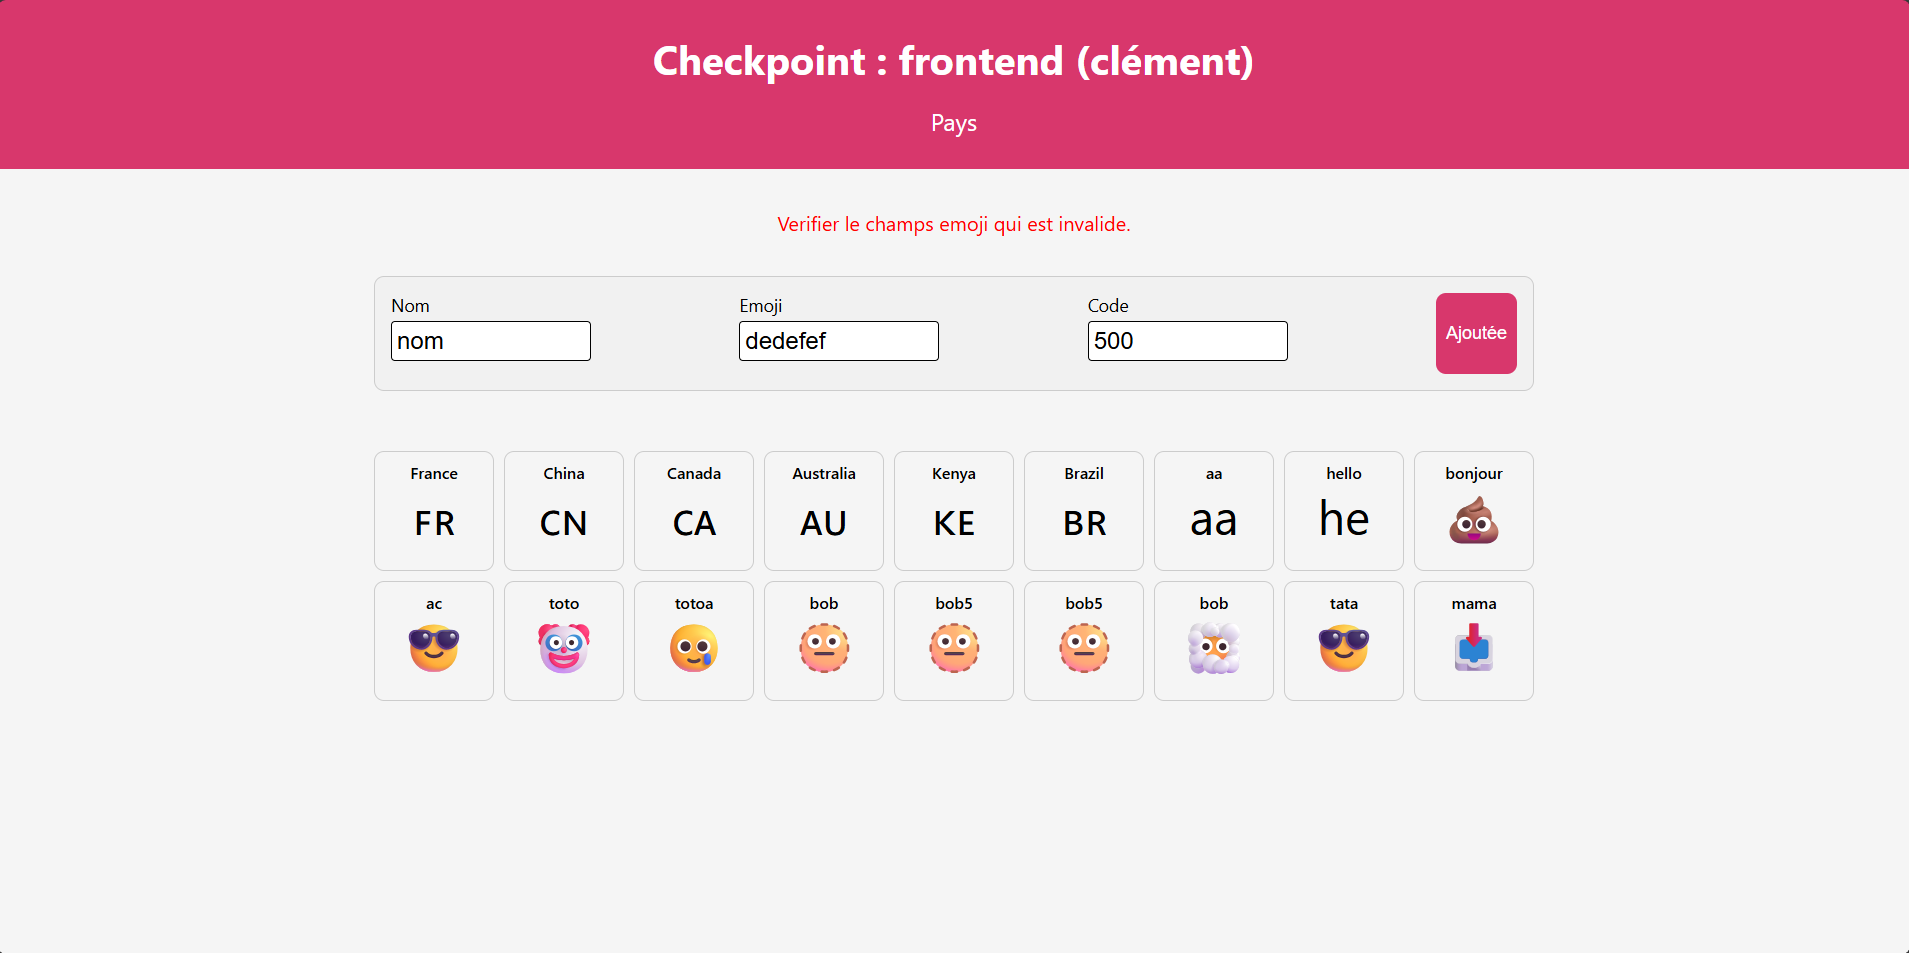 Checkpoint : frontend (clément)
Pays
Verifier le champs emoji qui est invalide.
Nom Emoji Code
nom dedefef 500 Ajoutée
France China Canada Australia Kenya Brazil aa hello bonjour
FR CN CA AU KE BR aa he
ac toto totoa bob bob5 bob5 bob tata mama